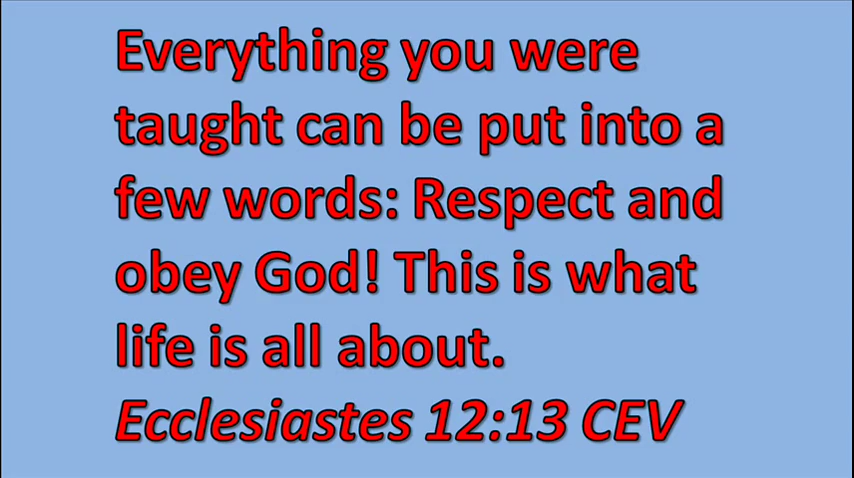 Everything you were
taught can be put into a
few words: Respect and
obey God! This is what
life is all about.
Ecclesiastes 12:13 CEV